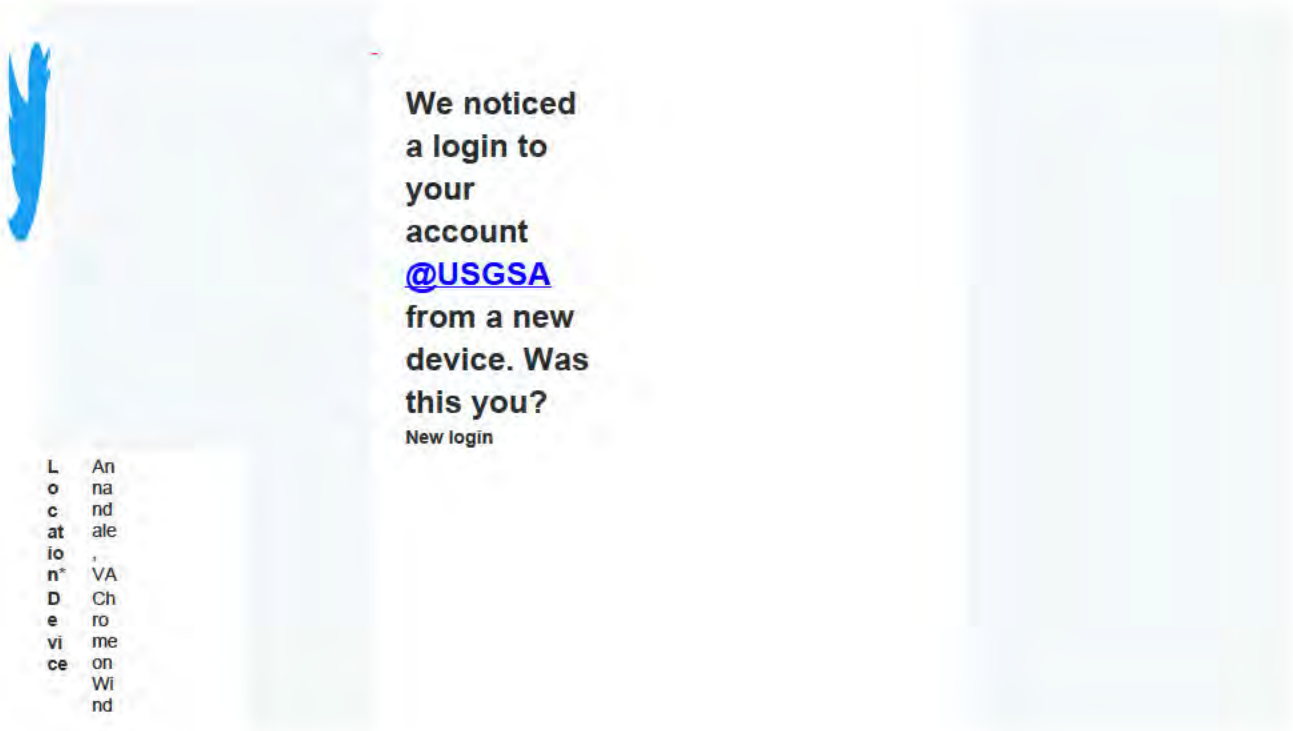 We noticed
a login to
your
account
@USGSA
from a new
device. Was
this you?
New login
L
o
c
at
io
n*
An
na
nd
ale
,
VA
D
e
vi
ce
Ch
ro
me
on
Wi
nd